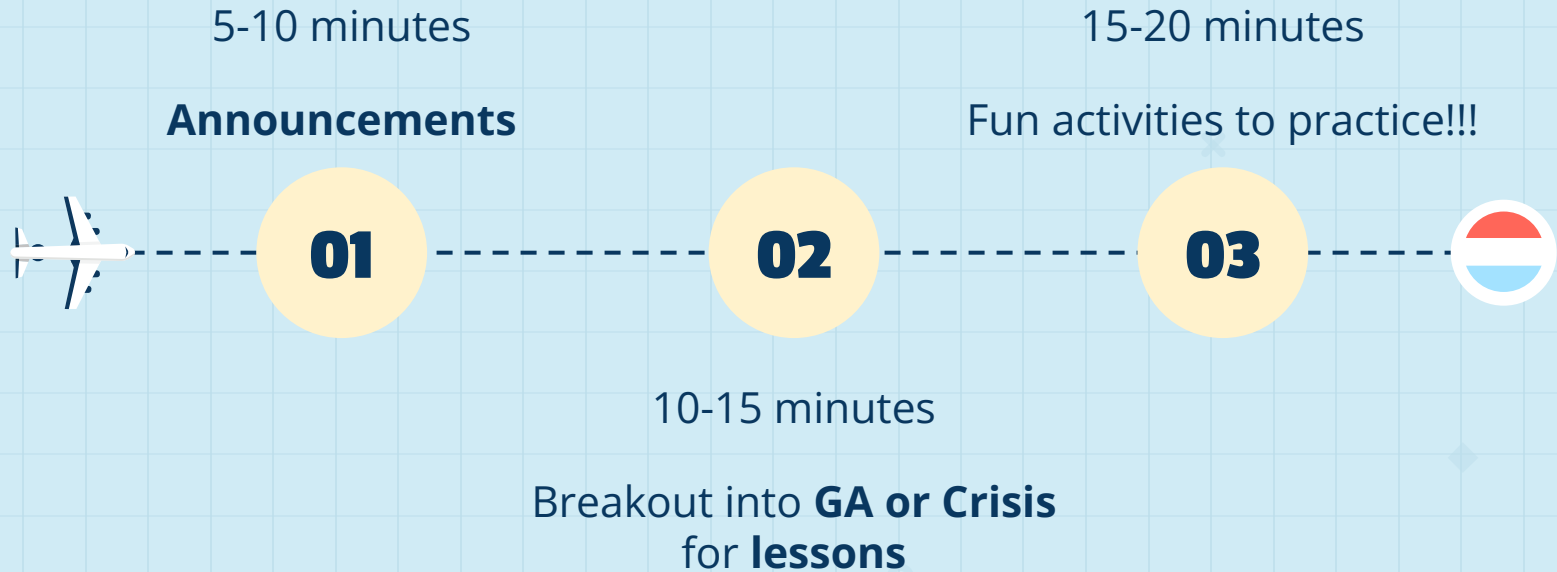 5-10 minutes
Announcements
01
10-15 minutes
Breakout into GA or Crisis
for lessons
02
15-20 minutes
Fun activities to practice!!!
03